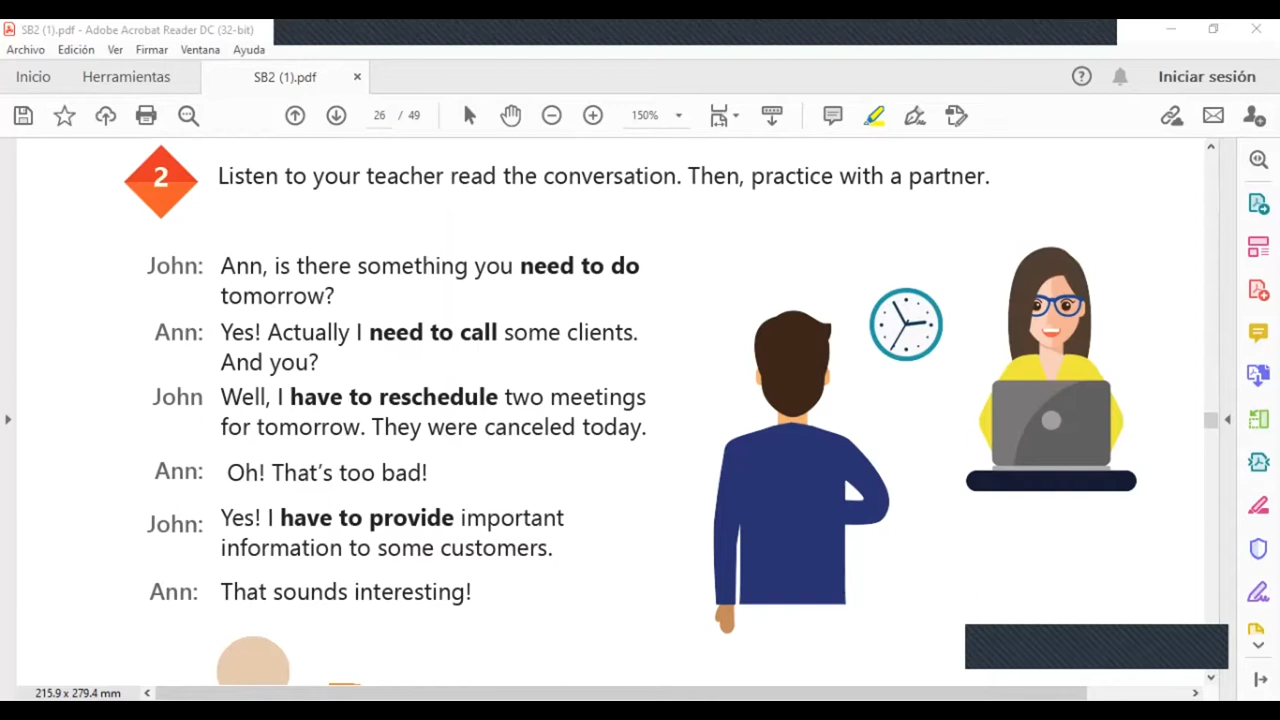 SB2 (1).pdf - Adobe Acrobat Reader DC (32-bit)
Archivo Edición Ver Firmar Ventana Ayuda
Inicio Herramientas SB2 (1).pdf × Iniciar sesión
26 / 49 150%
2 Listen to your teacher read the conversation. Then, practice with a partner.
John: Ann, is there something you need to do
tomorrow?
Ann: Yes! Actually I need to call some clients.
And you?
John Well, I have to reschedule two meetings
for tomorrow. They were canceled today.
Ann: Oh! That's too bad!
John: Yes! I have to provide important
information to some customers.
Ann: That sounds interesting!
215.9 x 279.4 mm